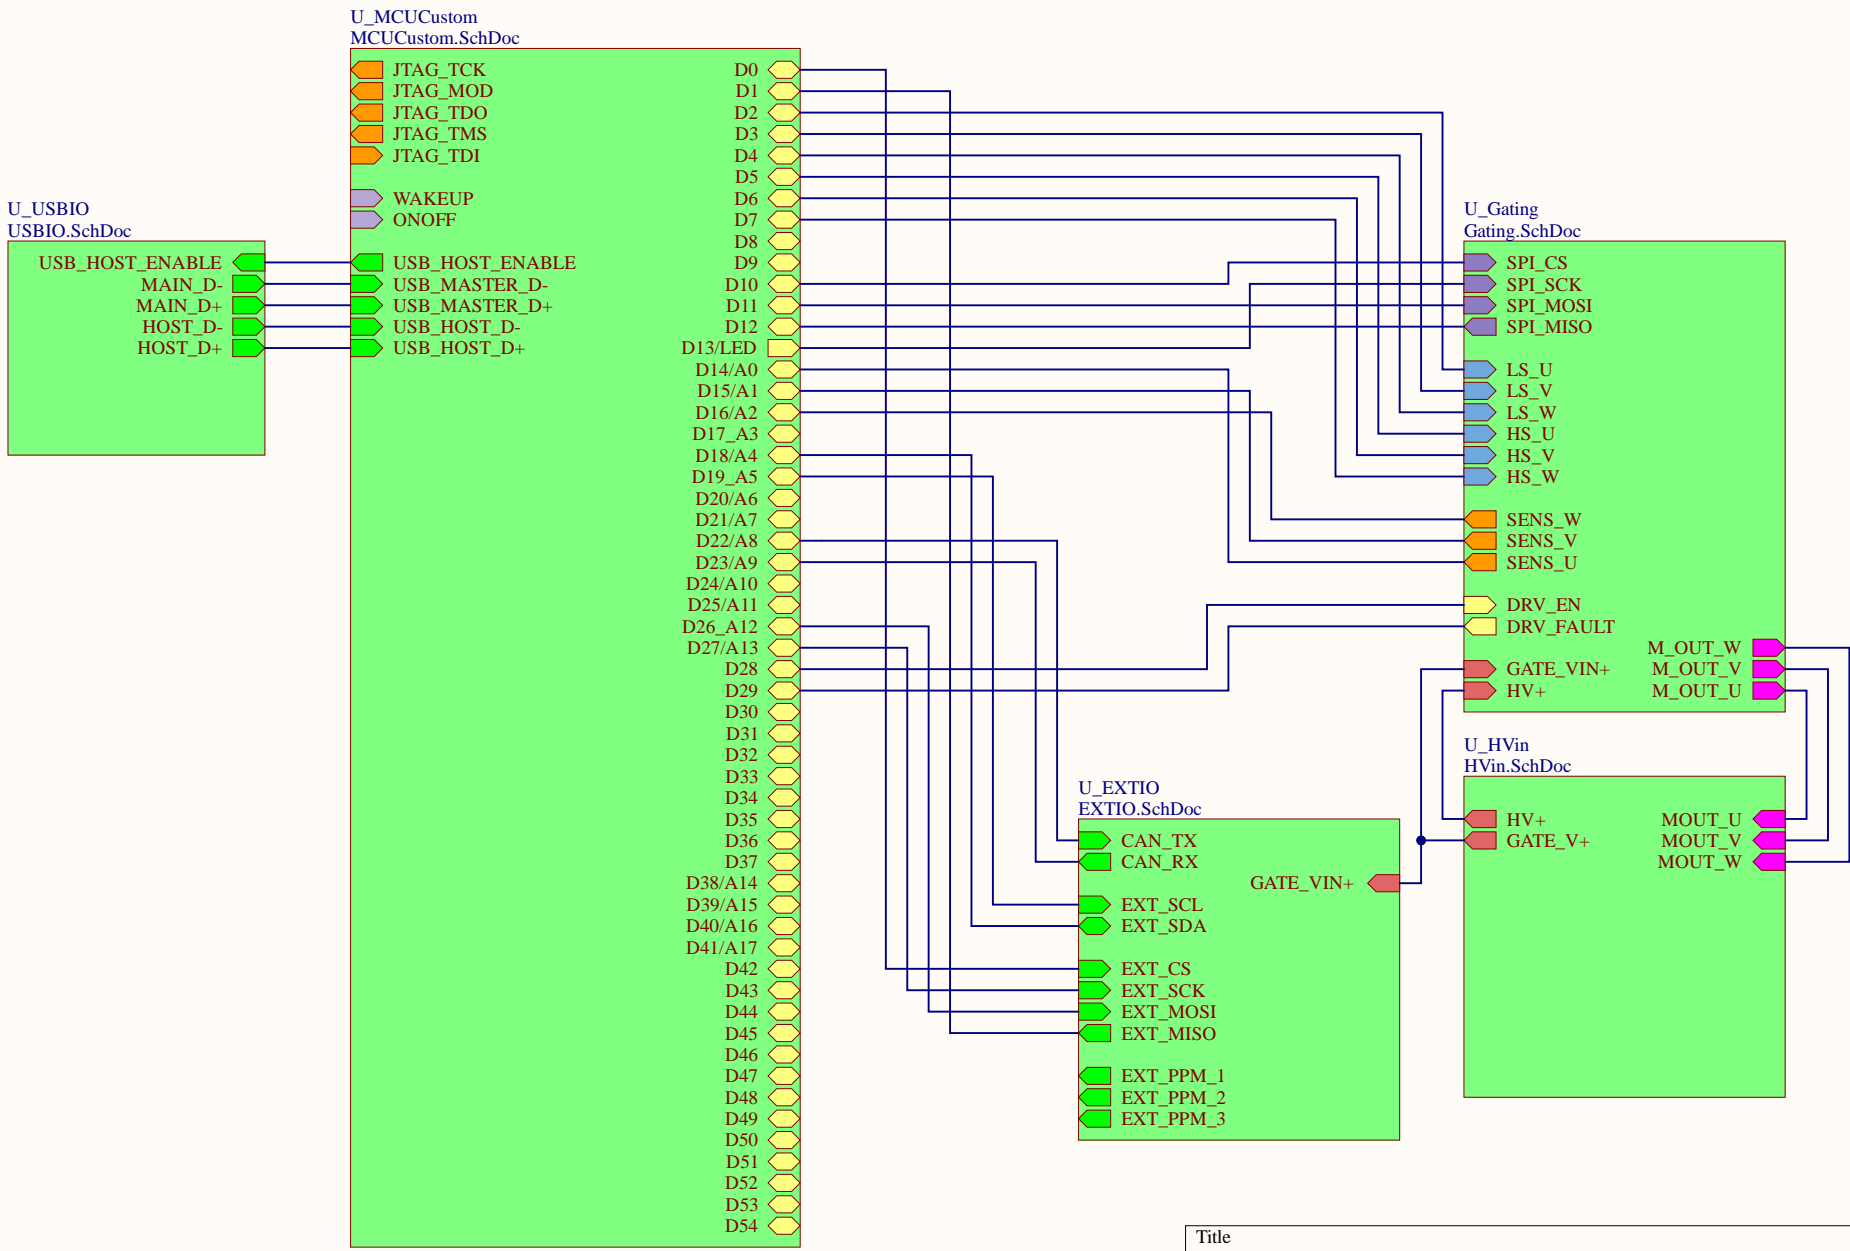 U_MCUCustom
MCUCustom.SchDoc
JTAG_TCK
JTAG_MOD
JTAG_TDO
JTAG_TMS
JTAG_TDI
WAKEUP
ONOFF
USB_HOST_ENABLE
USB_MASTER_D-
USB_MASTER_D+
USB_HOST_D-
USB_HOST_D+
D0
D1
D2
D3
D4
D5
D6
D7
D8
D9
D10
D11
D12
D13/LED
D14/A0
D15/A1
D16/A2
D17_A3
D18/A4
D19_A5
D20/A6
D21/A7
D22/A8
D23/A9
D24/A10
D25/A11
D26_A12
D27/A13
D28
D29
D30
D31
D32
D33
D34
D35
D36
D37
D38/A14
D39/A15
D40/A16
D41/A17
D42
D43
D44
D45
D46
D47
D48
D49
D50
D51
D52
D53
D54
U_USBIO
USBIO.SchDoc
USB_HOST_ENABLE
MAIN_D-
MAIN_D+
HOST_D-
HOST_D+
U_Gating
Gating.SchDoc
SPI_CS
SPI_SCK
SPI_MOSI
SPI_MISO
LS_U
LS_V
LS_W
HS_U
HS_V
HS_W
SENS_W
SENS_V
SENS_U
DRV_EN
DRV_FAULT
GATE_VIN+
HV+
M_OUT_W
M_OUT_V
M_OUT_U
U_HVin
HVin.SchDoc
HV+
GATE_V+
MOUT_U
MOUT_V
MOUT_W
U_EXTIO
EXTIO.SchDoc
CAN_TX
CAN_RX
EXT_SCL
EXT_SDA
EXT_CS
EXT_SCK
EXT_MOSI
EXT_MISO
EXT_PPM_1
EXT_PPM_2
EXT_PPM_3
GATE_VIN+
Title